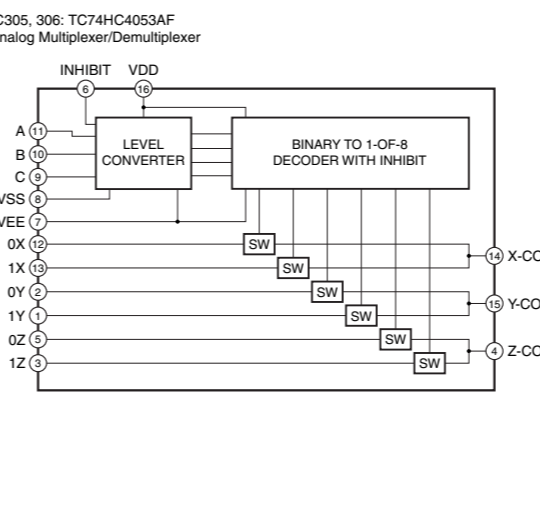 C305, 306: TC74HC4053AF
nalog Multiplexer/Demultiplexer
INHIBIT VDD
6 16
A 11
B 10
C 9
VSS 8
VEE 7
0X 12
1X 13
0Y 2
1Y 1
0Z 5
1Z 3
LEVEL
CONVERTER
BINARY TO 1-OF-8
DECODER WITH INHIBIT
SW
SW
SW
SW
SW
SW
14 X-CO
15 Y-CO
4 Z-CO